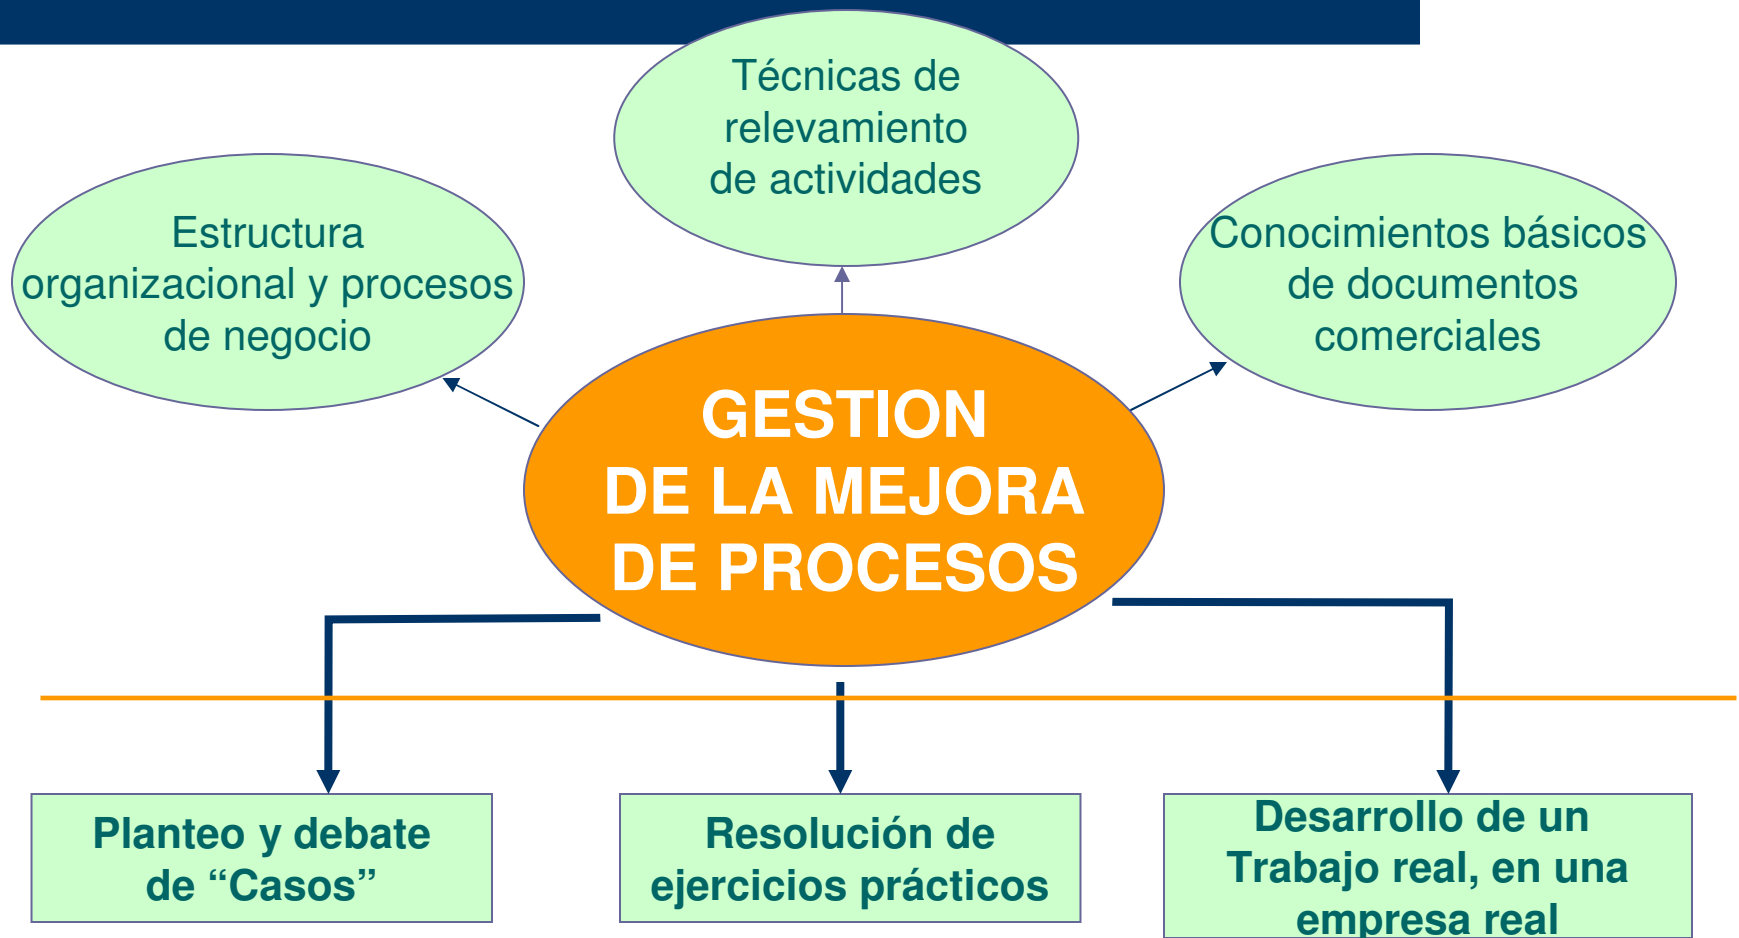 Técnicas de
relevamiento
de actividades
Estructura
organizacional y procesos
de negocio
Conocimientos básicos
de documentos
comerciales
GESTION
DE LA MEJORA
DE PROCESOS
Planteo y debate
de “Casos”
Resolución de
ejercicios prácticos
Desarrollo de un
Trabajo real, en una
empresa real